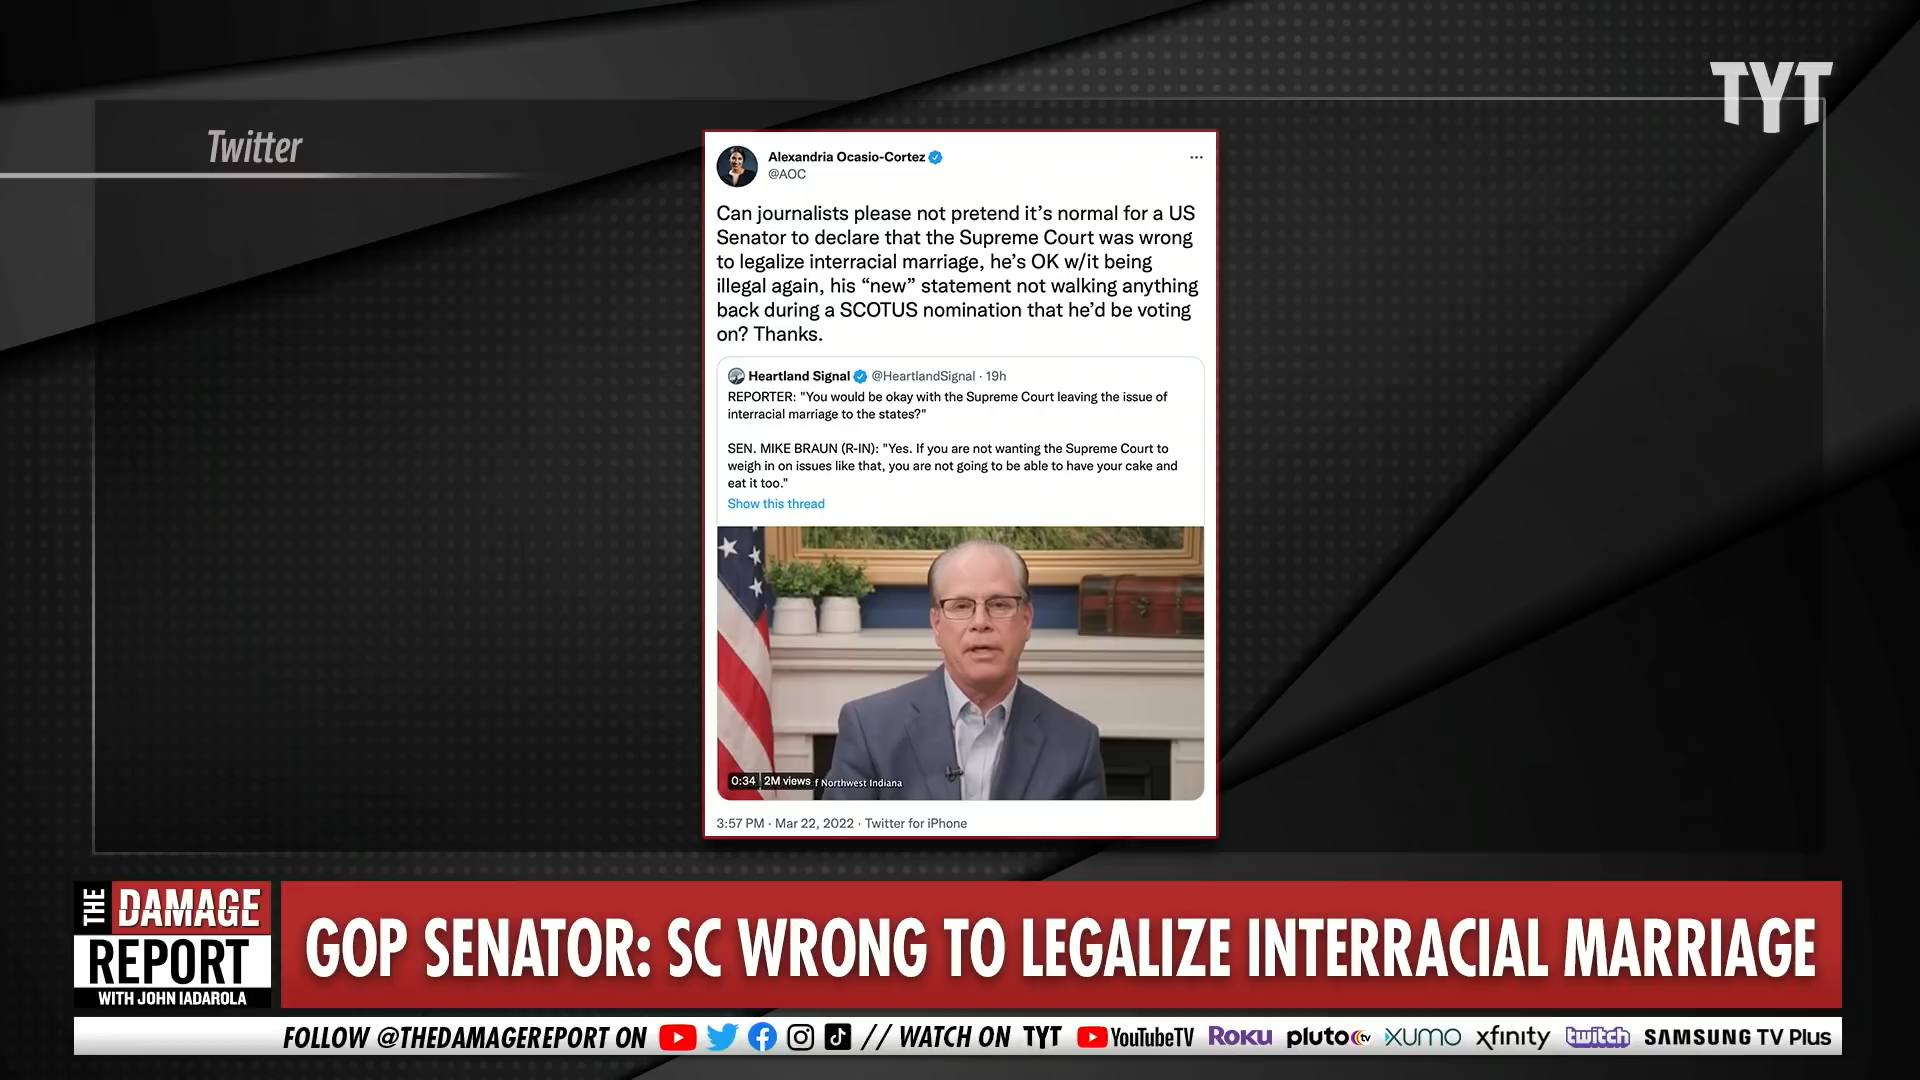 TYT
Twitter
Alexandria Ocasio-Cortez
@AOC
Can journalists please not pretend it's normal for a US
Senator to declare that the Supreme Court was wrong
to legalize interracial marriage, he's OK w/it being
illegal again, his “new” statement not walking anything
back during a SCOTUS nomination that he'd be voting
on? Thanks.
Heartland Signal @HeartlandSignal · 19h
REPORTER: "You would be okay with the Supreme Court leaving the issue of
interracial marriage to the states?"
SEN. MIKE BRAUN (R-IN): "Yes. If you are not wanting the Supreme Court to
weigh in on issues like that, you are not going to be able to have your cake and
eat it too."
Show this thread
0:34 2M views f Northwest Indiana
3:57 PM · Mar 22, 2022 · Twitter for iPhone
THE DAMAGE
REPORT
WITH JOHN IADAROLA
GOP SENATOR: SC WRONG TO LEGALIZE INTERRACIAL MARRIAGE
FOLLOW @THEDAMAGEREPORT ON // WATCH ON TYT YouTubeTV ROKU pluto tv XUMO xfinity twitch SAMSUNG TV Plus